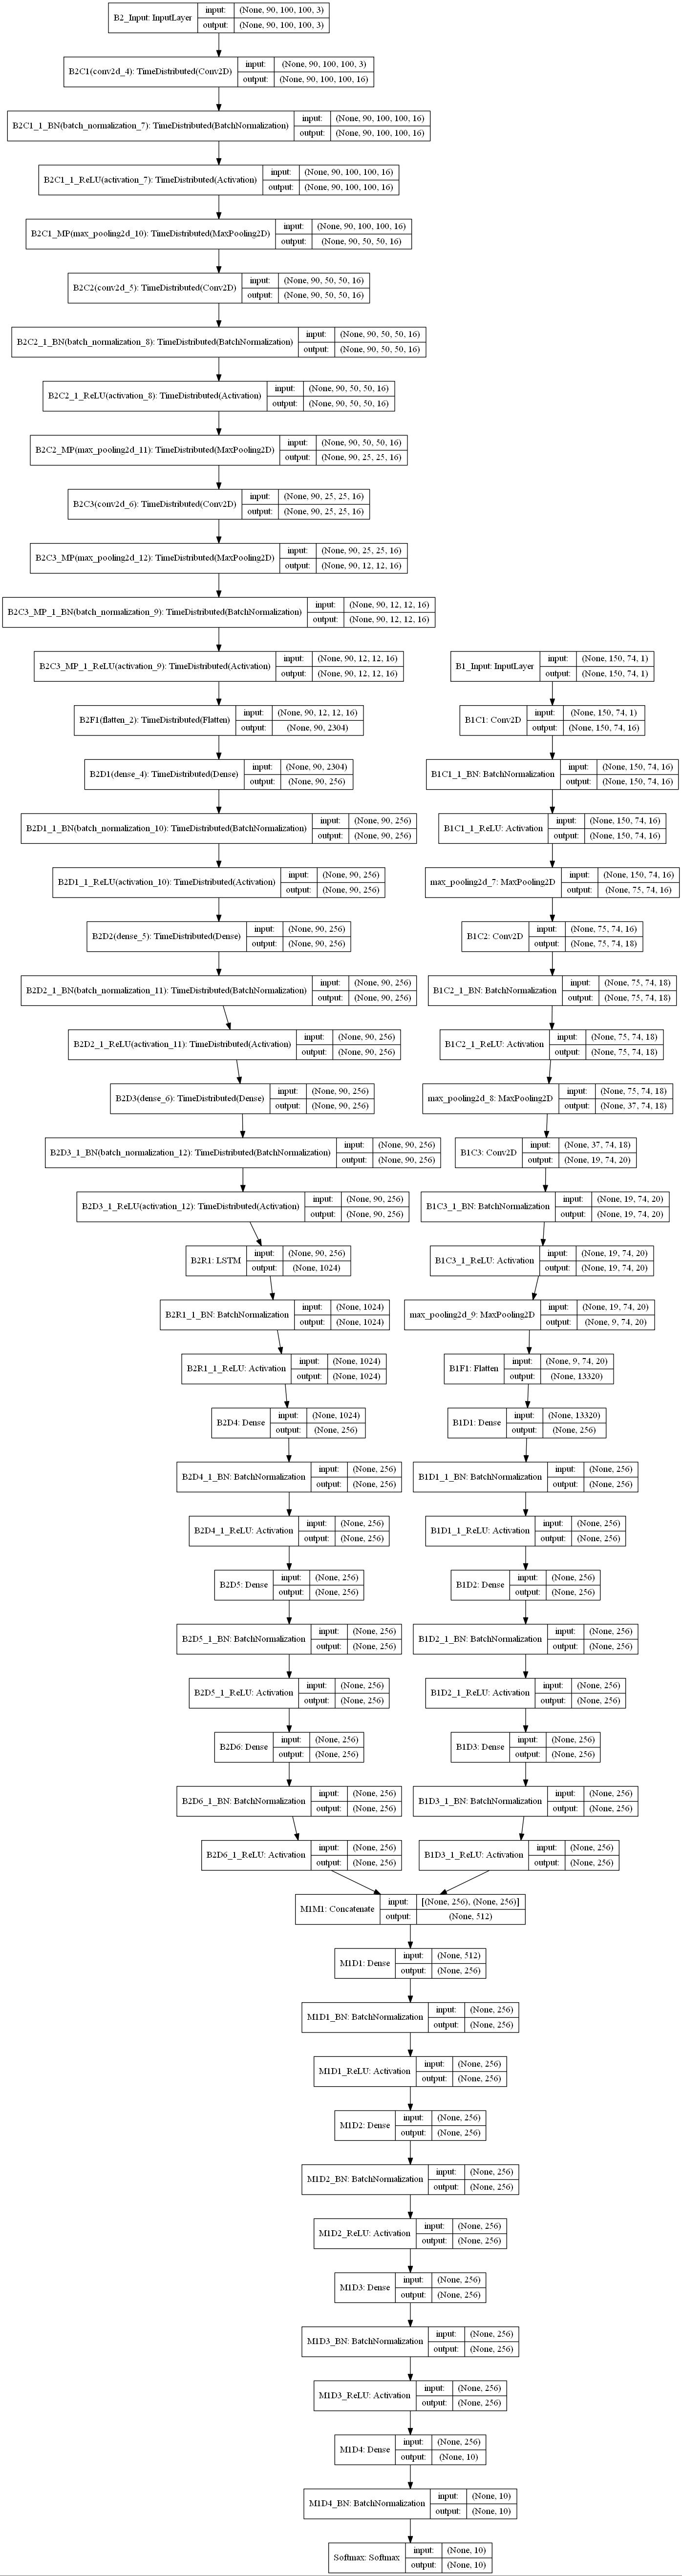 B2_Input: InputLayer
input: (None, 90, 100, 100, 3)
output: (None, 90, 100, 100, 3)
B2C1(conv2d_4): TimeDistributed(Conv2D)
input: (None, 90, 100, 100, 3)
output: (None, 90, 100, 100, 16)
B2C1_1_BN(batch_normalization_7): TimeDistributed(BatchNormalization)
input: (None, 90, 100, 100, 16)
output: (None, 90, 100, 100, 16)
B2C1_1_ReLU(activation_7): TimeDistributed(Activation)
input: (None, 90, 100, 100, 16)
output: (None, 90, 100, 100, 16)
B2C1_MP(max_pooling2d_10): TimeDistributed(MaxPooling2D)
input: (None, 90, 100, 100, 16)
output: (None, 90, 50, 50, 16)
B2C2(conv2d_5): TimeDistributed(Conv2D)
input: (None, 90, 50, 50, 16)
output: (None, 90, 50, 50, 16)
B2C2_1_BN(batch_normalization_8): TimeDistributed(BatchNormalization)
input: (None, 90, 50, 50, 16)
output: (None, 90, 50, 50, 16)
B2C2_1_ReLU(activation_8): TimeDistributed(Activation)
input: (None, 90, 50, 50, 16)
output: (None, 90, 50, 50, 16)
B2C2_MP(max_pooling2d_11): TimeDistributed(MaxPooling2D)
input: (None, 90, 50, 50, 16)
output: (None, 90, 25, 25, 16)
B2C3(conv2d_6): TimeDistributed(Conv2D)
input: (None, 90, 25, 25, 16)
output: (None, 90, 25, 25, 16)
B2C3_MP(max_pooling2d_12): TimeDistributed(MaxPooling2D)
input: (None, 90, 25, 25, 16)
output: (None, 90, 12, 12, 16)
B2C3_MP_1_BN(batch_normalization_9): TimeDistributed(BatchNormalization)
input: (None, 90, 12, 12, 16)
output: (None, 90, 12, 12, 16)
B2C3_MP_1_ReLU(activation_9): TimeDistributed(Activation)
input: (None, 90, 12, 12, 16)
output: (None, 90, 12, 12, 16)
B2F1(flatten_2): TimeDistributed(Flatten)
input: (None, 90, 12, 12, 16)
output: (None, 90, 2304)
B2D1(dense_4): TimeDistributed(Dense)
input: (None, 90, 2304)
output: (None, 90, 256)
B2D1_1_BN(batch_normalization_10): TimeDistributed(BatchNormalization)
input: (None, 90, 256)
output: (None, 90, 256)
B2D1_1_ReLU(activation_10): TimeDistributed(Activation)
input: (None, 90, 256)
output: (None, 90, 256)
B2D2(dense_5): TimeDistributed(Dense)
input: (None, 90, 256)
output: (None, 90, 256)
B2D2_1_BN(batch_normalization_11): TimeDistributed(BatchNormalization)
input: (None, 90, 256)
output: (None, 90, 256)
B2D2_1_ReLU(activation_11): TimeDistributed(Activation)
input: (None, 90, 256)
output: (None, 90, 256)
B2D3(dense_6): TimeDistributed(Dense)
input: (None, 90, 256)
output: (None, 90, 256)
B2D3_1_BN(batch_normalization_12): TimeDistributed(BatchNormalization)
input: (None, 90, 256)
output: (None, 90, 256)
B2D3_1_ReLU(activation_12): TimeDistributed(Activation)
input: (None, 90, 256)
output: (None, 90, 256)
B2R1: LSTM
input: (None, 90, 256)
output: (None, 1024)
B2R1_1_BN: BatchNormalization
input: (None, 1024)
output: (None, 1024)
B2R1_1_ReLU: Activation
input: (None, 1024)
output: (None, 1024)
B2D4: Dense
input: (None, 1024)
output: (None, 256)
B2D4_1_BN: BatchNormalization
input: (None, 256)
output: (None, 256)
B2D4_1_ReLU: Activation
input: (None, 256)
output: (None, 256)
B2D5: Dense
input: (None, 256)
output: (None, 256)
B2D5_1_BN: BatchNormalization
input: (None, 256)
output: (None, 256)
B2D5_1_ReLU: Activation
input: (None, 256)
output: (None, 256)
B2D6: Dense
input: (None, 256)
output: (None, 256)
B2D6_1_BN: BatchNormalization
input: (None, 256)
output: (None, 256)
B2D6_1_ReLU: Activation
input: (None, 256)
output: (None, 256)
B1_Input: InputLayer
input: (None, 150, 74, 1)
output: (None, 150, 74, 1)
B1C1: Conv2D
input: (None, 150, 74, 1)
output: (None, 150, 74, 16)
B1C1_1_BN: BatchNormalization
input: (None, 150, 74, 16)
output: (None, 150, 74, 16)
B1C1_1_ReLU: Activation
input: (None, 150, 74, 16)
output: (None, 150, 74, 16)
max_pooling2d_7: MaxPooling2D
input: (None, 150, 74, 16)
output: (None, 75, 74, 16)
B1C2: Conv2D
input: (None, 75, 74, 16)
output: (None, 75, 74, 18)
B1C2_1_BN: BatchNormalization
input: (None, 75, 74, 18)
output: (None, 75, 74, 18)
B1C2_1_ReLU: Activation
input: (None, 75, 74, 18)
output: (None, 75, 74, 18)
max_pooling2d_8: MaxPooling2D
input: (None, 75, 74, 18)
output: (None, 37, 74, 18)
B1C3: Conv2D
input: (None, 37, 74, 18)
output: (None, 19, 74, 20)
B1C3_1_BN: BatchNormalization
input: (None, 19, 74, 20)
output: (None, 19, 74, 20)
B1C3_1_ReLU: Activation
input: (None, 19, 74, 20)
output: (None, 19, 74, 20)
max_pooling2d_9: MaxPooling2D
input: (None, 19, 74, 20)
output: (None, 9, 74, 20)
B1F1: Flatten
input: (None, 9, 74, 20)
output: (None, 13320)
B1D1: Dense
input: (None, 13320)
output: (None, 256)
B1D1_1_BN: BatchNormalization
input: (None, 256)
output: (None, 256)
B1D1_1_ReLU: Activation
input: (None, 256)
output: (None, 256)
B1D2: Dense
input: (None, 256)
output: (None, 256)
B1D2_1_BN: BatchNormalization
input: (None, 256)
output: (None, 256)
B1D2_1_ReLU: Activation
input: (None, 256)
output: (None, 256)
B1D3: Dense
input: (None, 256)
output: (None, 256)
B1D3_1_BN: BatchNormalization
input: (None, 256)
output: (None, 256)
B1D3_1_ReLU: Activation
input: (None, 256)
output: (None, 256)
M1M1: Concatenate
input: [(None, 256), (None, 256)]
output: (None, 512)
M1D1: Dense
input: (None, 512)
output: (None, 256)
M1D1_BN: BatchNormalization
input: (None, 256)
output: (None, 256)
M1D1_ReLU: Activation
input: (None, 256)
output: (None, 256)
M1D2: Dense
input: (None, 256)
output: (None, 256)
M1D2_BN: BatchNormalization
input: (None, 256)
output: (None, 256)
M1D2_ReLU: Activation
input: (None, 256)
output: (None, 256)
M1D3: Dense
input: (None, 256)
output: (None, 256)
M1D3_BN: BatchNormalization
input: (None, 256)
output: (None, 256)
M1D3_ReLU: Activation
input: (None, 256)
output: (None, 256)
M1D4: Dense
input: (None, 256)
output: (None, 10)
M1D4_BN: BatchNormalization
input: (None, 10)
output: (None, 10)
Softmax: Softmax
input: (None, 10)
output: (None, 10)